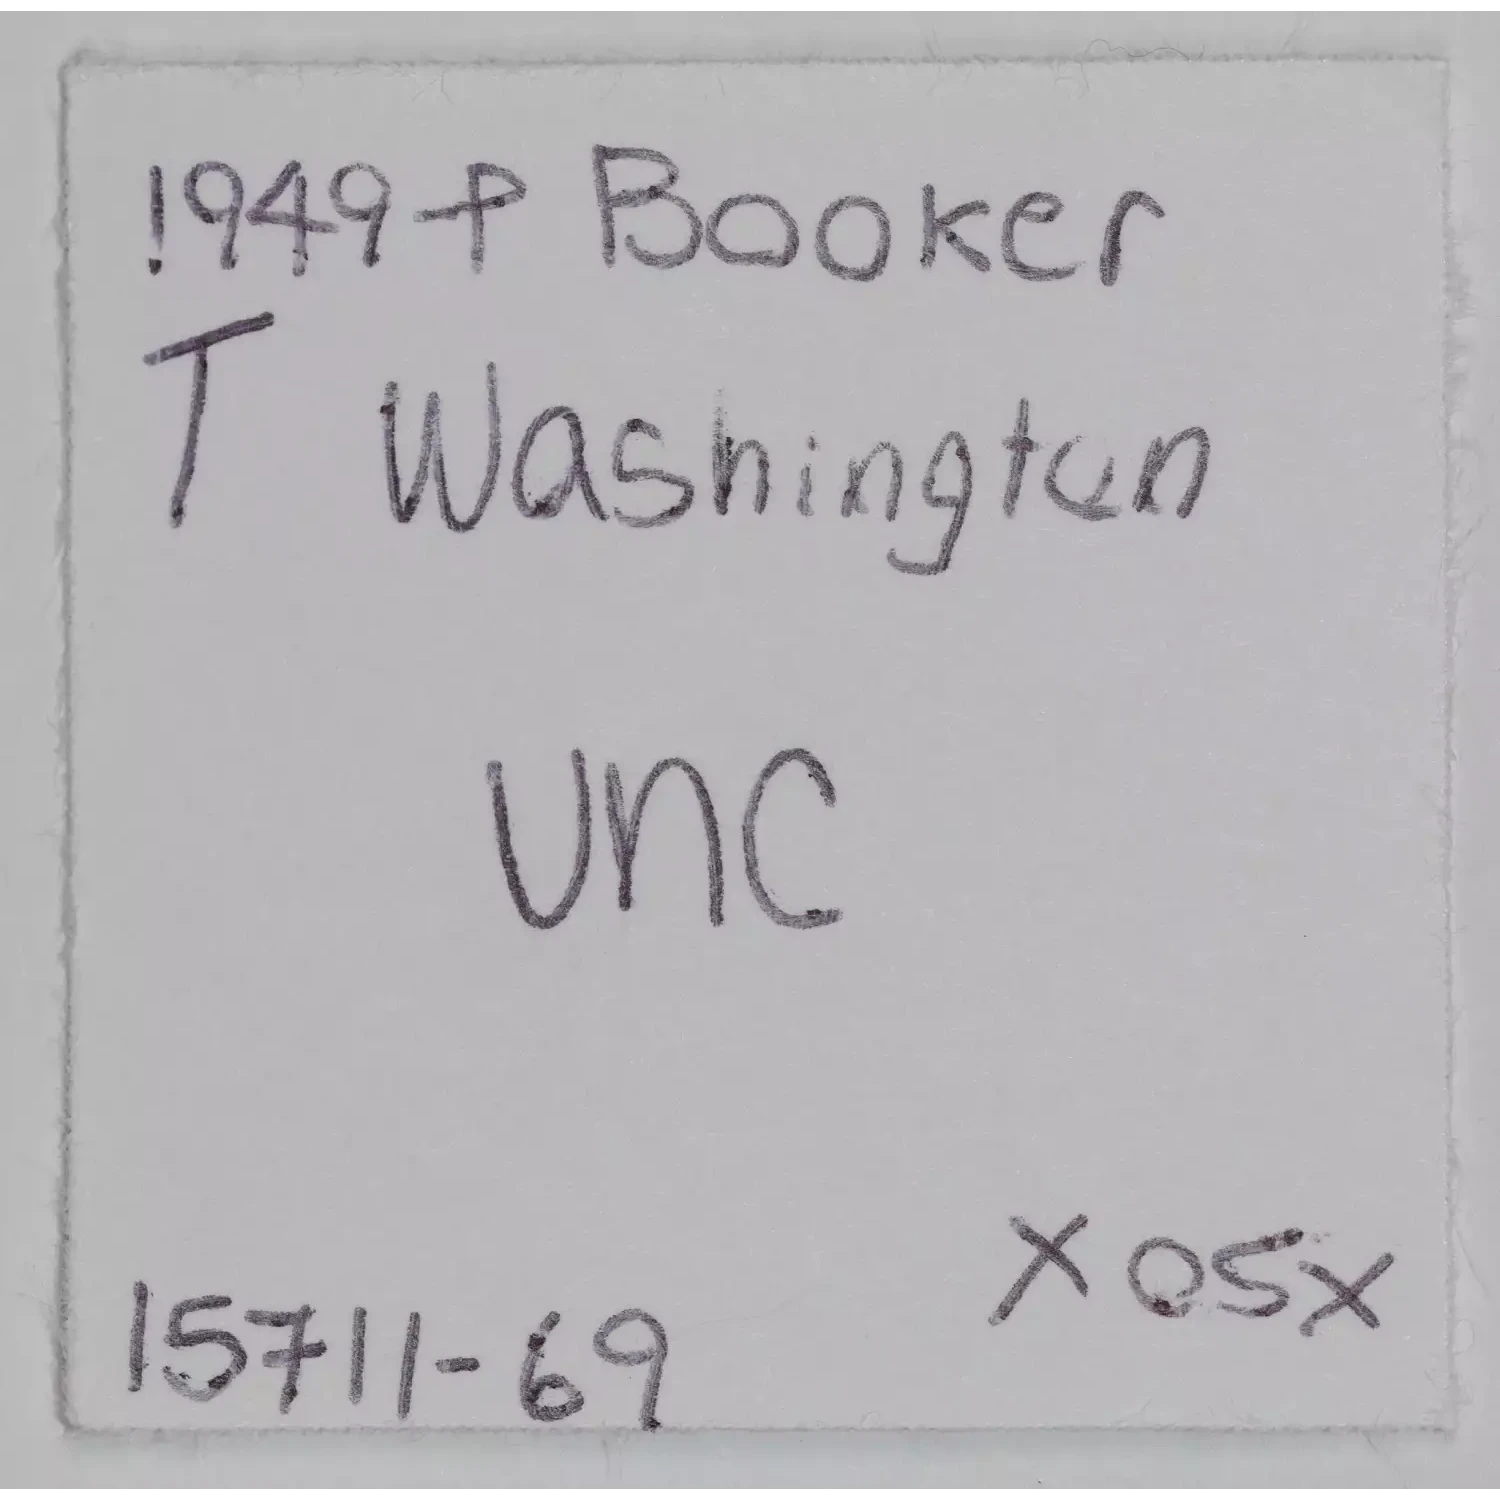 1949-P Booker
T Washington
UNC
X05X
15711-69